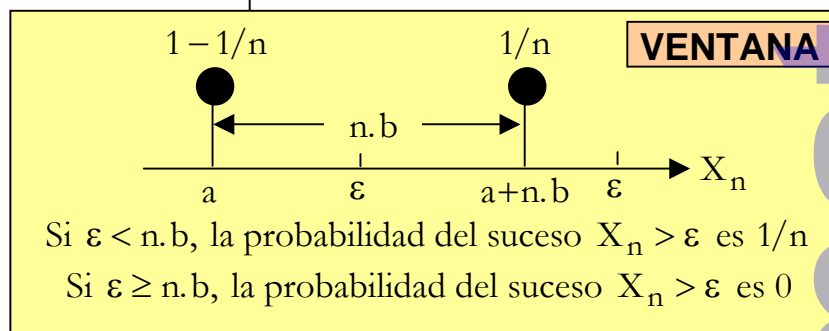 1 − 1/n 1/n VENTANA
n.b
X_n
a ε a+n.b ε
Si ε < n.b, la probabilidad del suceso X_n > ε es 1/n
Si ε ≥ n.b, la probabilidad del suceso X_n > ε es 0